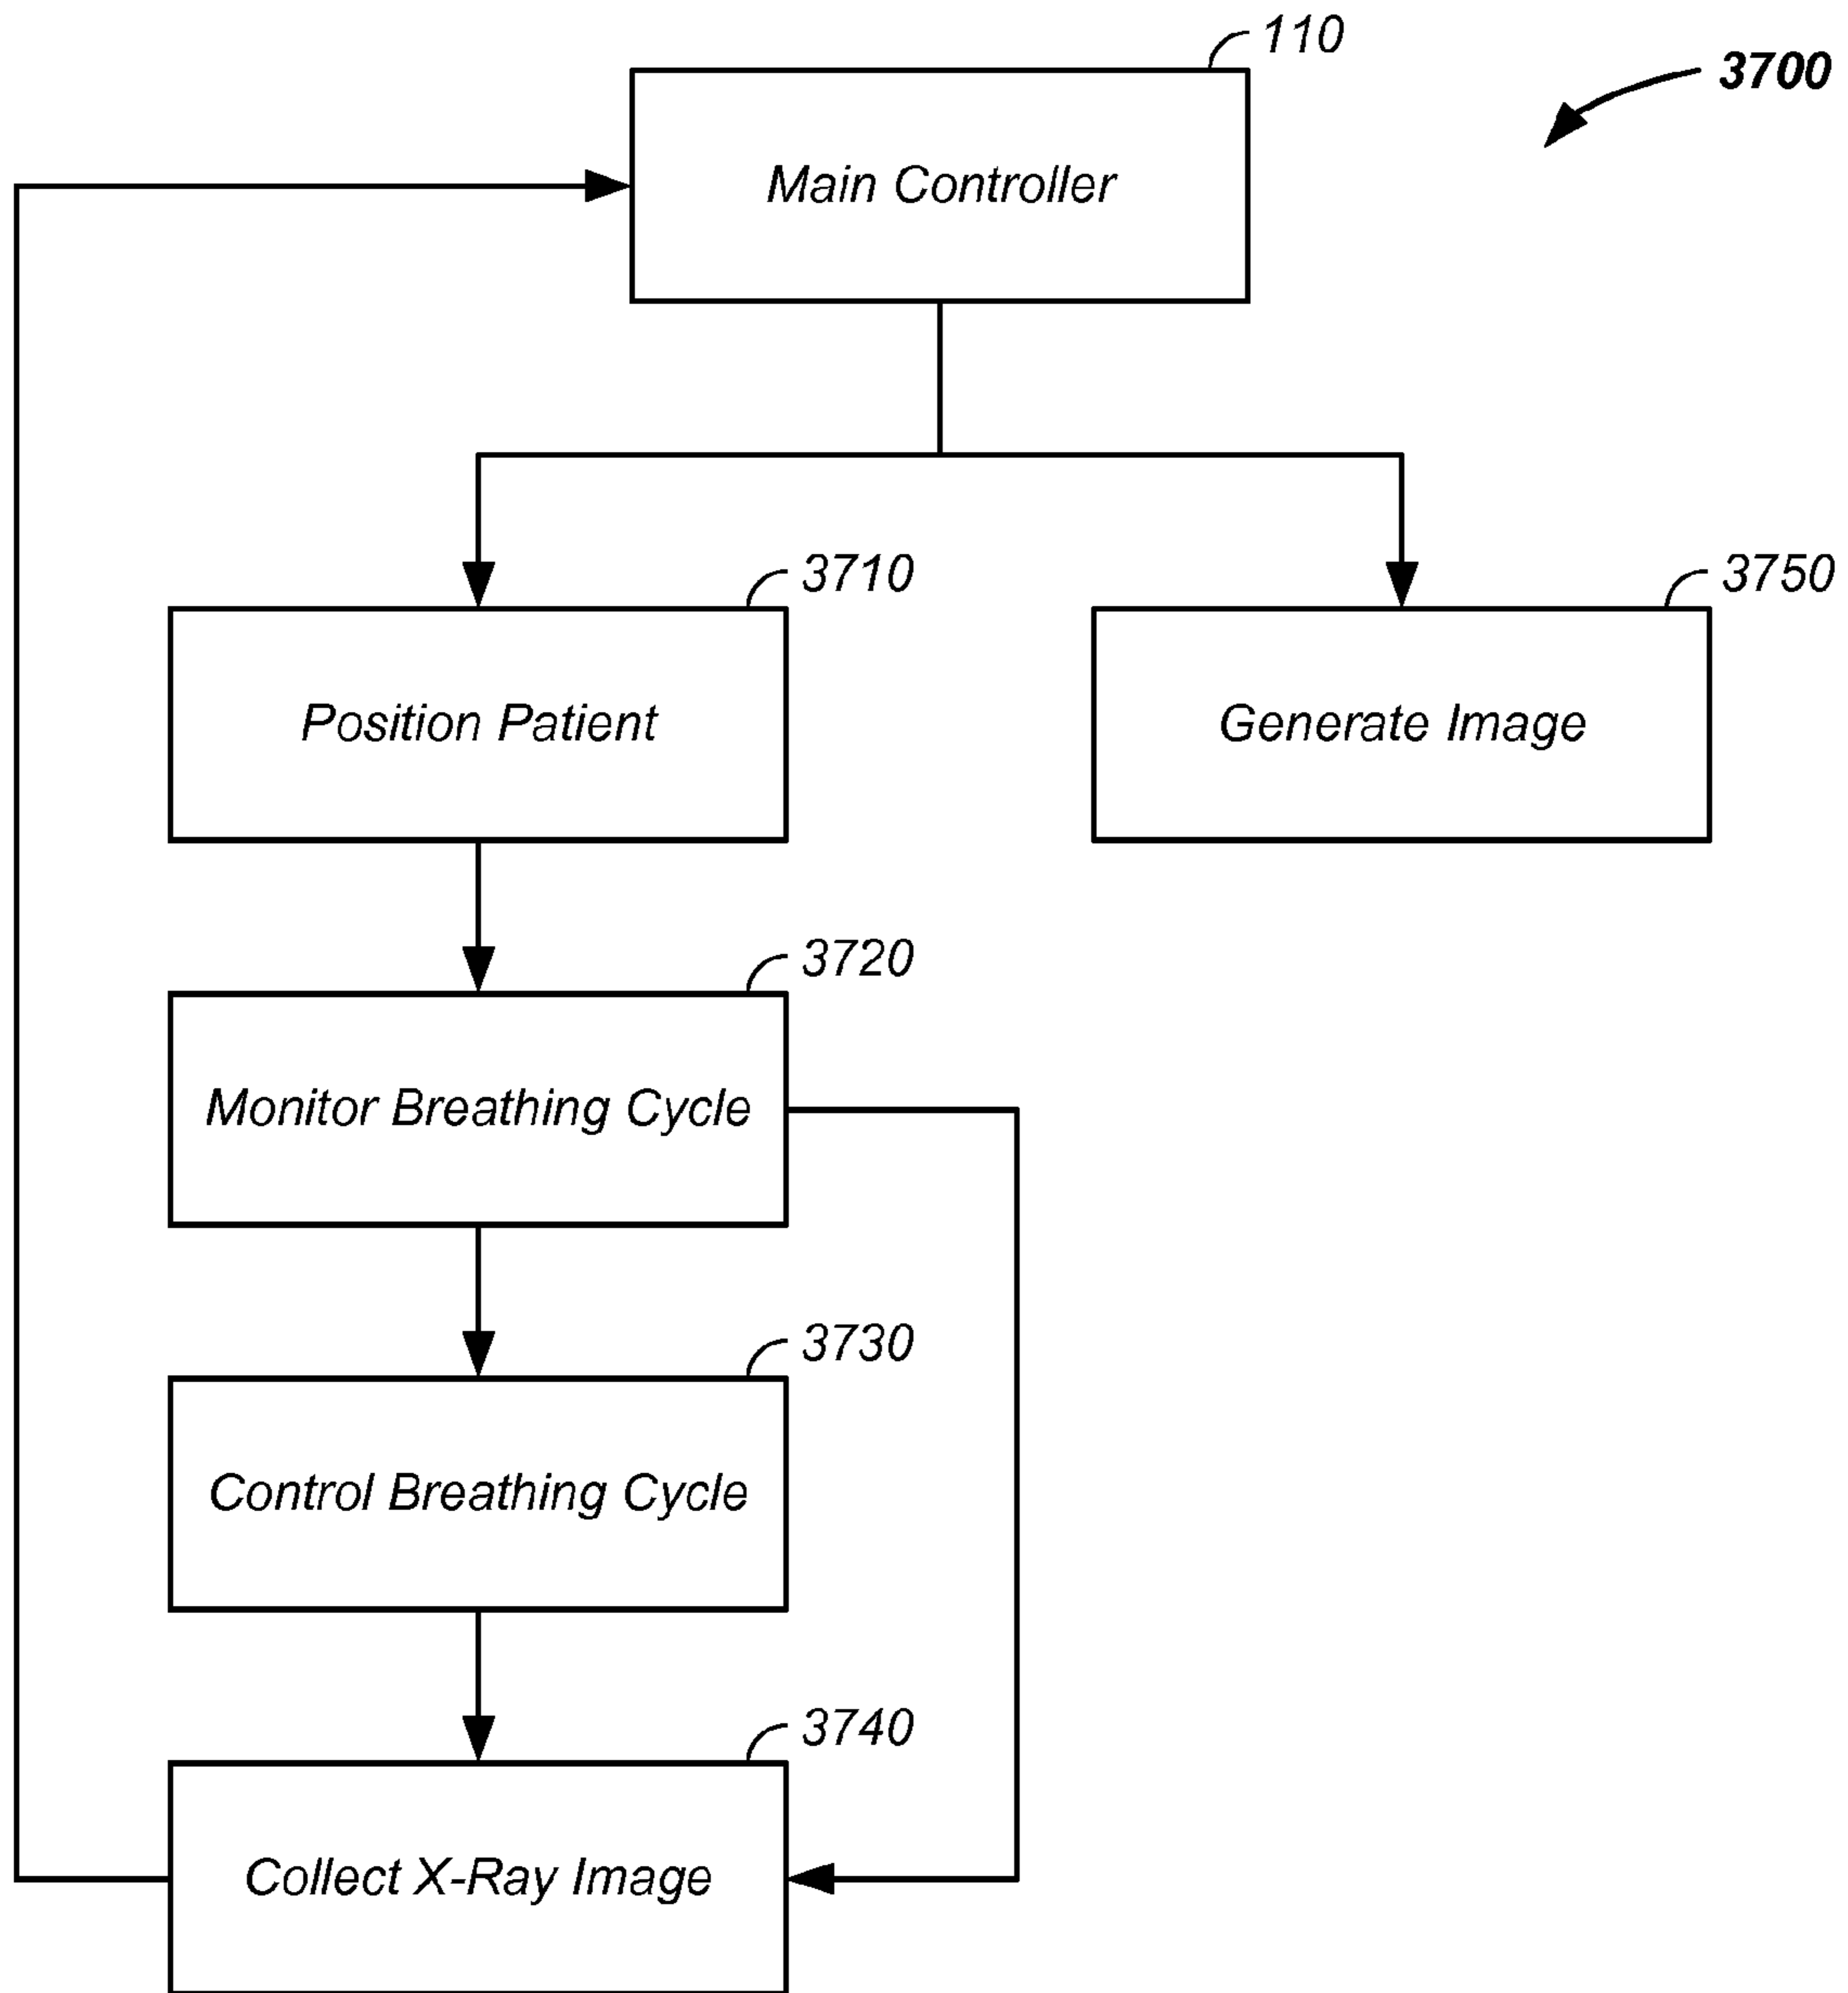 110
3700
Main Controller
3710
3750
Position Patient
Generate Image
3720
Monitor Breathing Cycle
3730
Control Breathing Cycle
3740
Collect X-Ray Image